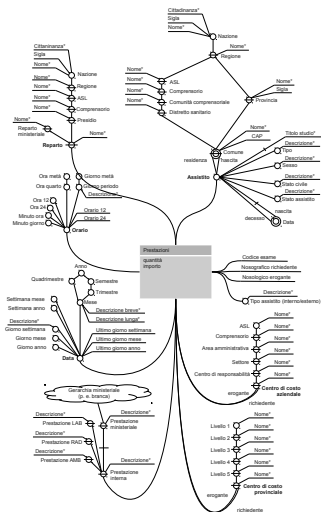 Cittadinanza*
Sigla
Nazione
Nome*
Regione
Citteninanza*
Sigla
Nome*
Nazione
Nome*
Regione
Nome*
ASL
Nome*
Comprensorio
Nome*
Presidio
Nome*
Reparto
ministeriale
Nome*
Reparto
Nome*
ASL
Nome*
Comprensorio
Nome*
Comunità comprensoriale
Nome*
Distretto sanitario
Nome*
Sigla
Provincia
Nome*
CAP
Comune
residenza
nascita
Assistito
Titolo studio*
Descrizione*
Tipo
Descrizione*
Sesso
Descrizione*
Stato civile
Descrizione*
Stato assistito
nascita
decesso
Data
Ora metà
Giorno metà
Ora quarto
Giorno periodo
Descrizione*
Ora 12
Ora 24
Minuto ora
Minuto giorno
Orario 12
Orario 24
Orario
Prestazioni
quantità
importo
Anno
Quadrimestre
Semestre
Trimestre
Mese
Settimana mese
Settimana anno
Descrizione*
Giorno settimana
Giorno mese
Giorno anno
Descrizione breve*
Descrizione lunga*
Ultimo giorno settimana
Ultimo giorno mese
Ultimo giorno anno
Data
Codice esame
Nosografico richiedente
Nosologico erogante
Descrizione*
Tipo assistito (interno/esterno)
Nome*
ASL
Nome*
Comprensorio
Nome*
Area amministrativa
Nome*
Settore
Nome*
Centro di responsabilità
Nome*
Centro di costo
aziendale
erogante
richiedente
Gerarchia ministeriale
(p. e. branca)
Descrizione*
Prestazione
ministeriale
Descrizione*
Prestazione LAB
Descrizione*
Prestazione RAD
Descrizione*
Prestazione AMB
Descrizione*
Prestazione
interna
Livello 1
Nome*
Livello 2
Nome*
Livello 3
Nome*
Livello 4
Nome*
Livello 5
Nome*
Nome*
Centro di costo
provinciale
erogante
richiedente